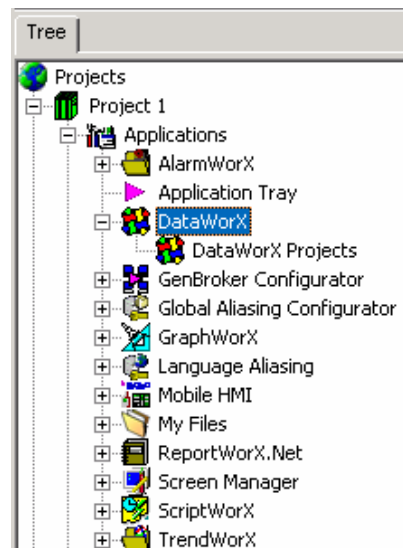 Tree
Projects
Project 1
Applications
AlarmWorX
Application Tray
DataWorX
DataWorX Projects
GenBroker Configurator
Global Aliasing Configurator
GraphWorX
Language Aliasing
Mobile HMI
My Files
ReportWorX.Net
Screen Manager
ScriptWorX
TrendWorX